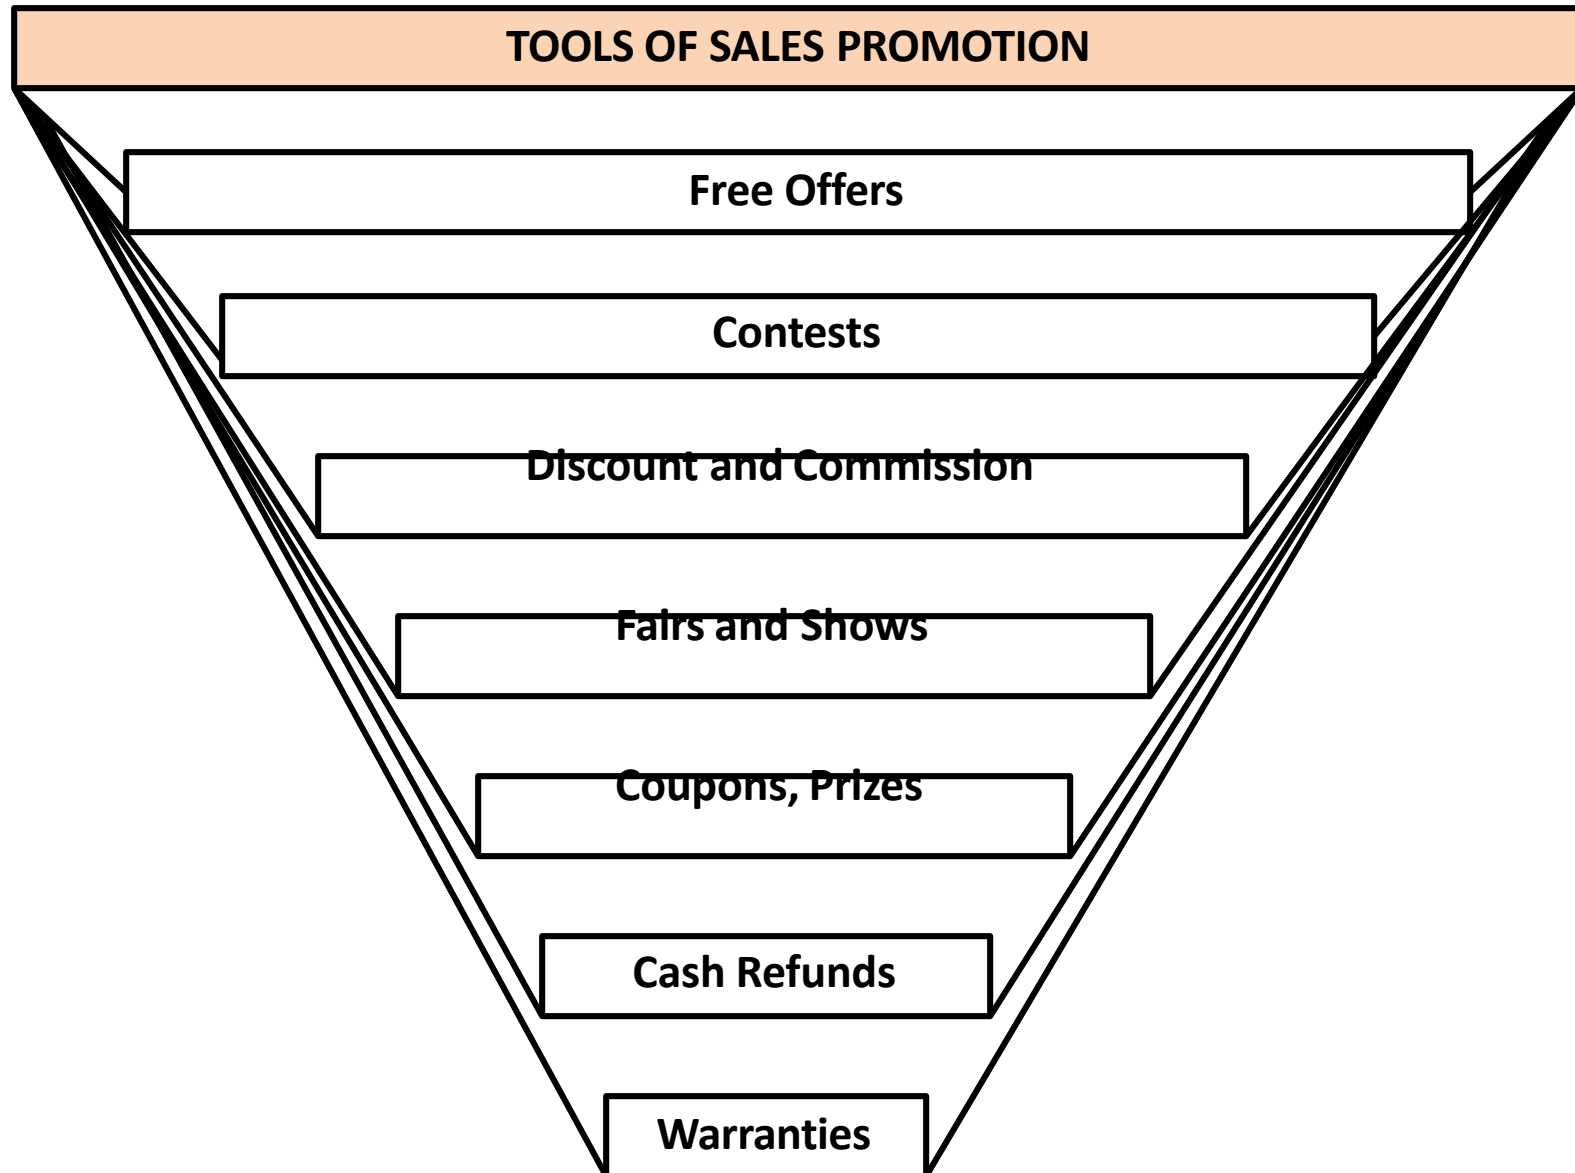 TOOLS OF SALES PROMOTION
Free Offers
Contests
Discount and Commission
Fairs and Shows
Coupons, Prizes
Cash Refunds
Warranties